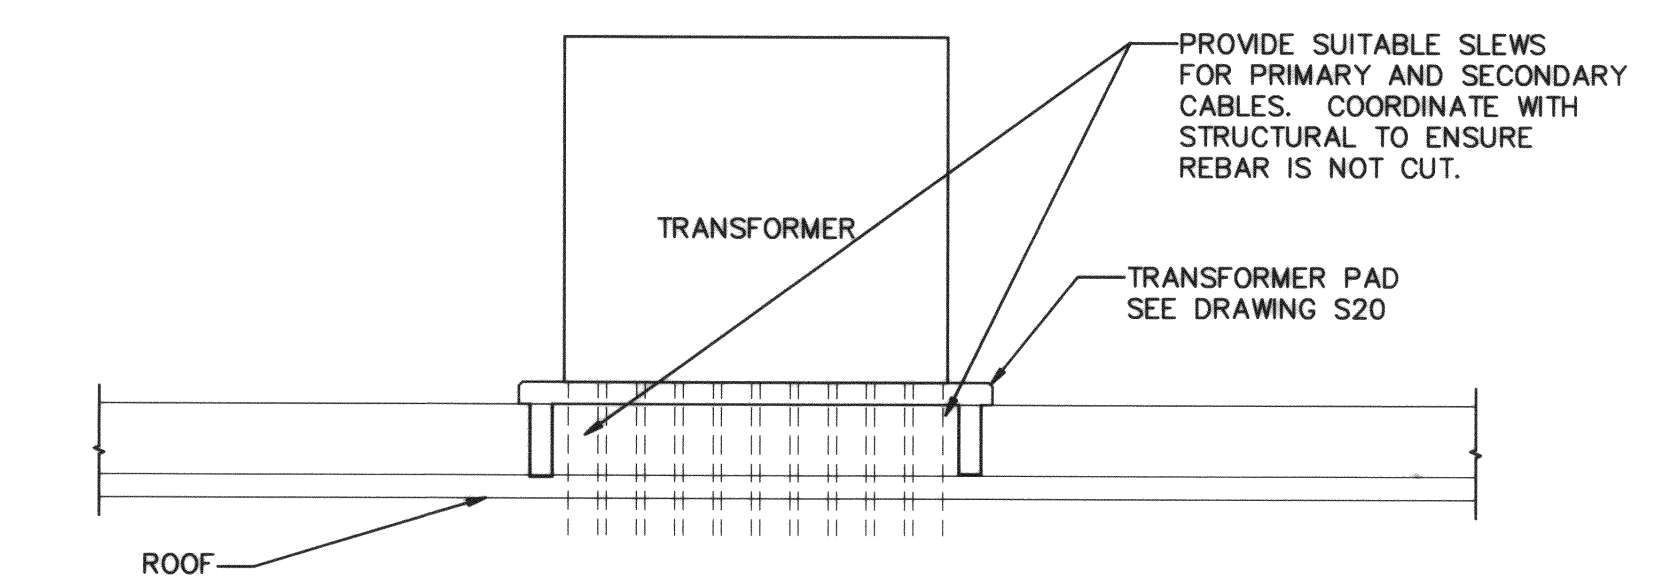 PROVIDE SUITABLE SLEWS
FOR PRIMARY AND SECONDARY
CABLES. COORDINATE WITH
STRUCTURAL TO ENSURE
REBAR IS NOT CUT.
TRANSFORMER
TRANSFORMER PAD
SEE DRAWING S20
ROOF